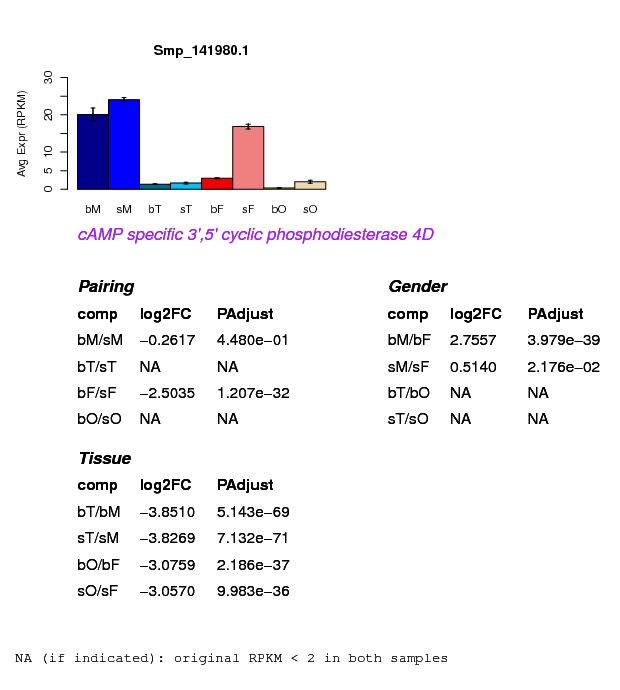 Smp_141980.1
Avg Expr (RPKM)
0 5 10 20 30
bM sM bT sT bF sF bO sO
cAMP specific 3',5' cyclic phosphodiesterase 4D
Pairing
comp log2FC PAdjust
bM/sM −0.2617 4.480e−01
bT/sT NA NA
bF/sF −2.5035 1.207e−32
bO/sO NA NA
Gender
comp log2FC PAdjust
bM/bF 2.7557 3.979e−39
sM/sF 0.5140 2.176e−02
bT/bO NA NA
sT/sO NA NA
Tissue
comp log2FC PAdjust
bT/bM −3.8510 5.143e−69
sT/sM −3.8269 7.132e−71
bO/bF −3.0759 2.186e−37
sO/sF −3.0570 9.983e−36
NA (if indicated): original RPKM < 2 in both samples